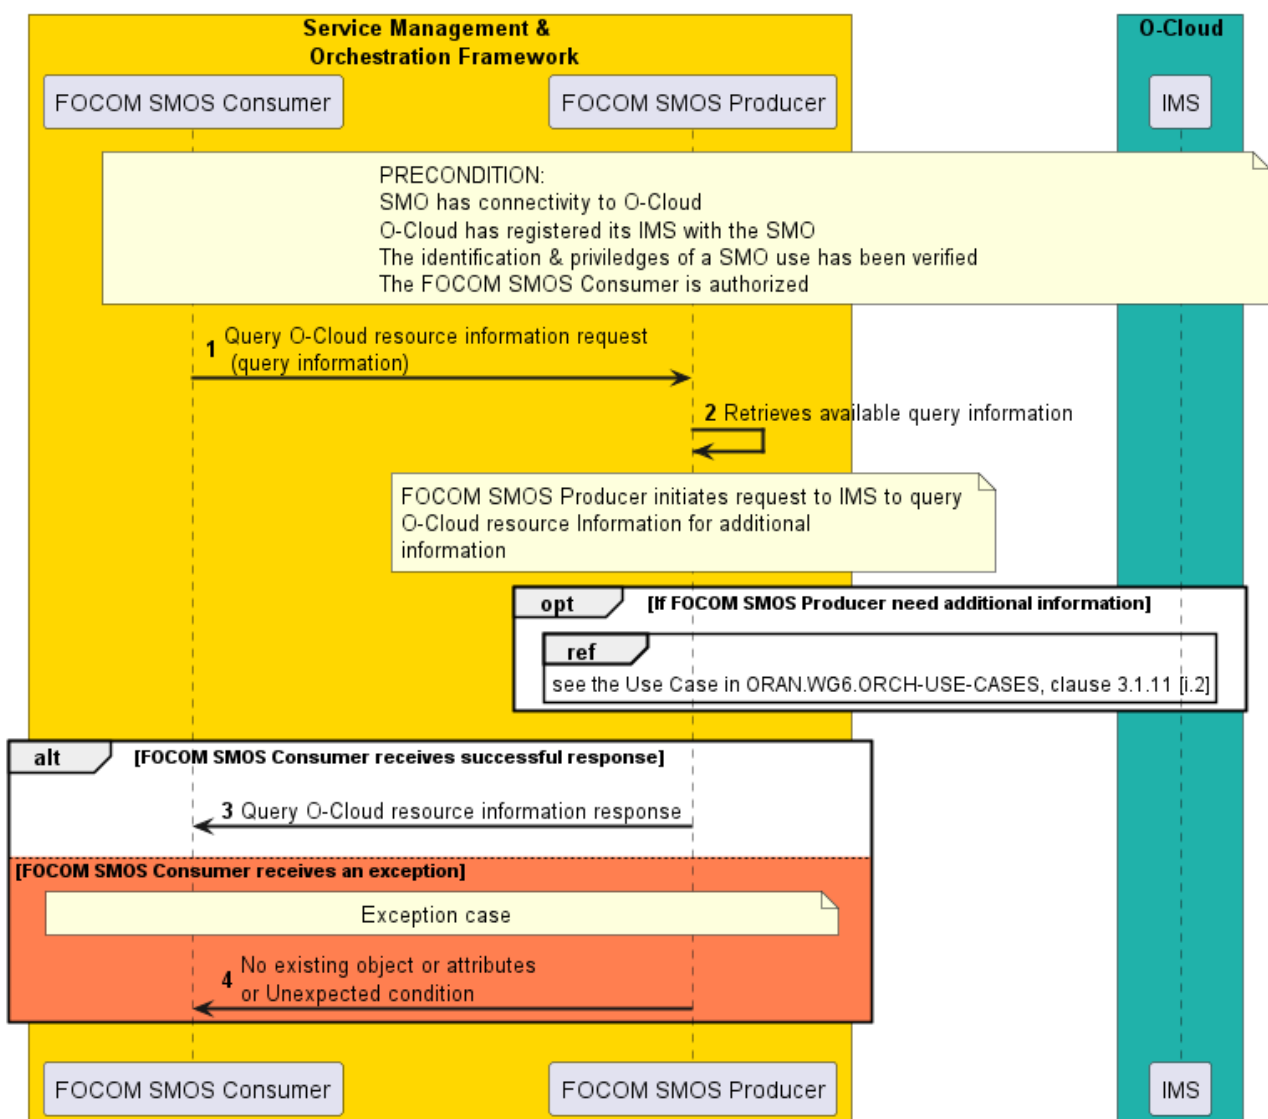 Service Management &
Orchestration Framework
O-Cloud
FOCOM SMOS Consumer
FOCOM SMOS Producer
IMS
PRECONDITION:
SMO has connectivity to O-Cloud
O-Cloud has registered its IMS with the SMO
The identification & priviledges of a SMO use has been verified
The FOCOM SMOS Consumer is authorized
1 Query O-Cloud resource information request
(query information)
2 Retrieves available query information
FOCOM SMOS Producer initiates request to IMS to query
O-Cloud resource Information for additional
information
opt [If FOCOM SMOS Producer need additional information]
ref
see the Use Case in ORAN.WG6.ORCH-USE-CASES, clause 3.1.11 [i.2]
alt [FOCOM SMOS Consumer receives successful response]
3 Query O-Cloud resource information response
[FOCOM SMOS Consumer receives an exception]
Exception case
4 No existing object or attributes
or Unexpected condition
FOCOM SMOS Consumer
FOCOM SMOS Producer
IMS